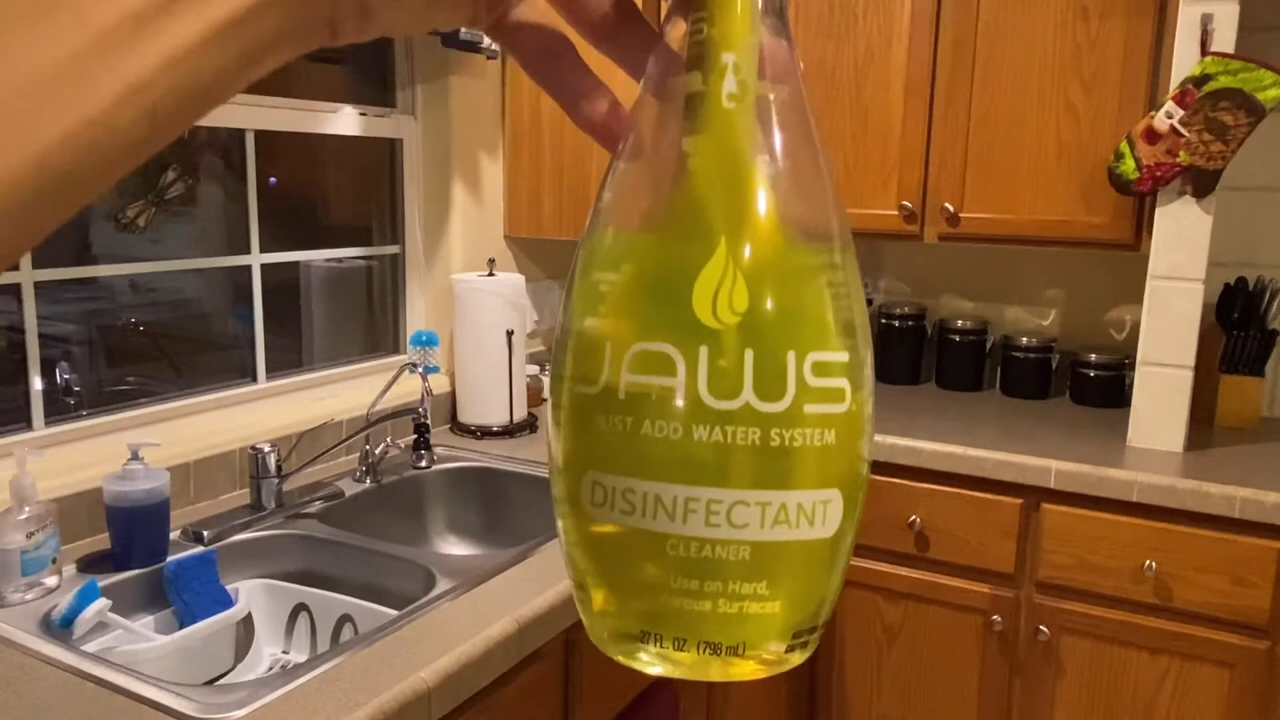 JAWS
JUST ADD WATER SYSTEM
DISINFECTANT
CLEANER
Use on Hard,
Surfaces
27 FL. OZ. (798 mL)